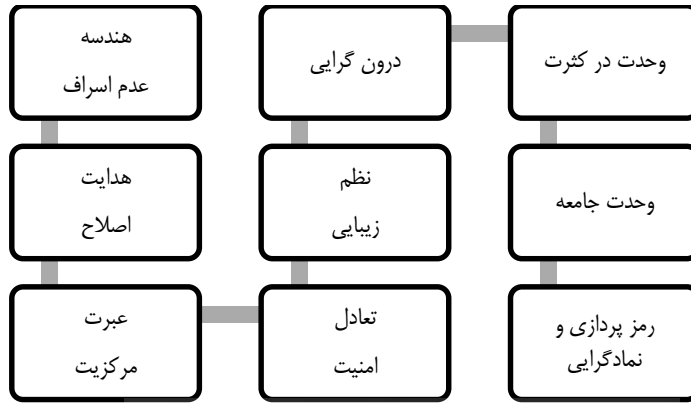 وحدت در کثرت
وحدت جامعه
رمز پردازی و
نمادگرایی
درون گرایی
نظم
زیبایی
تعادل
امنیت
هندسه
عدم اسراف
هدایت
اصلاح
عبرت
مرکزیت